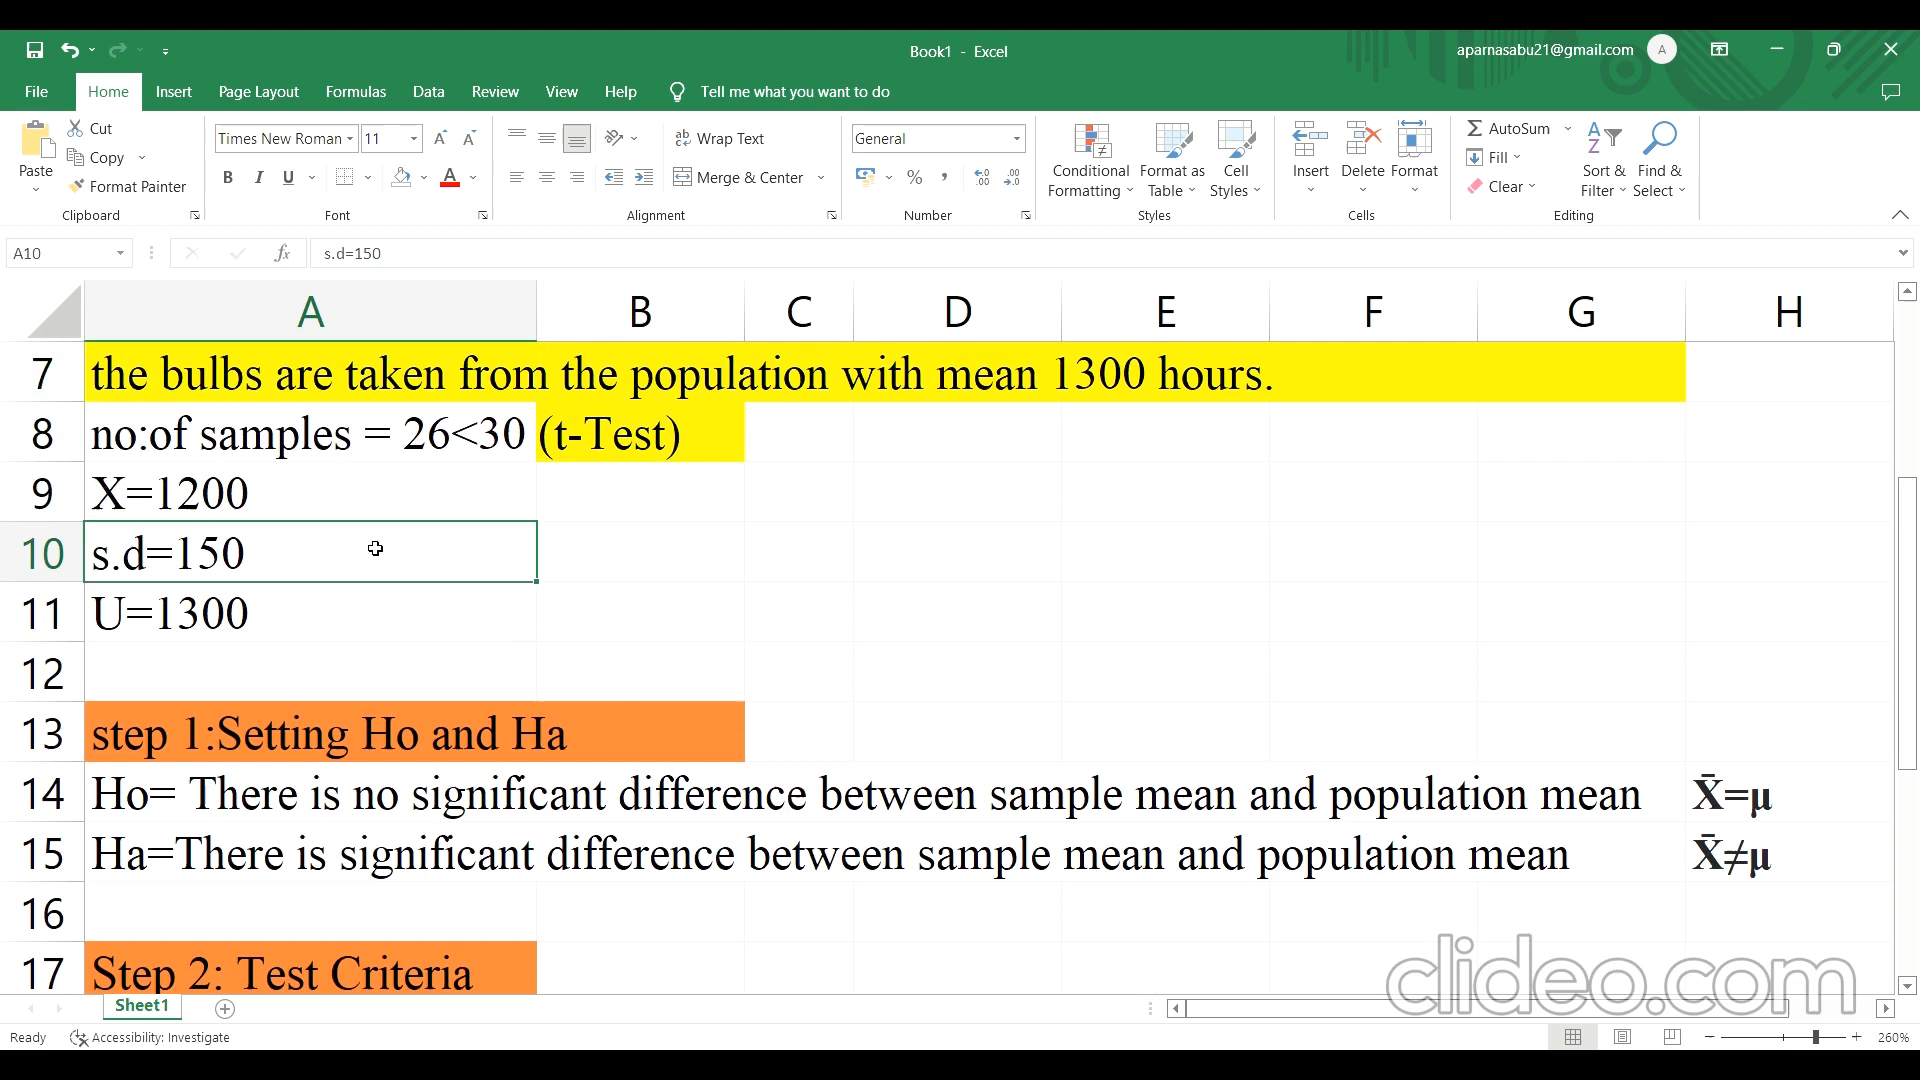 Book1 - Excel
aparnasabu21@gmail.com
A
File Home Insert Page Layout Formulas Data Review View Help Tell me what you want to do
Paste
Cut
Copy
Format Painter
Clipboard
Times New Roman 11
B I U A
Font
Wrap Text
Merge & Center
Alignment
General
% ,
Number
Conditional Formatting
Format as Table
Cell Styles
Styles
Insert Delete Format
Cells
AutoSum
Fill
Clear
Sort & Filter
Find & Select
Editing
A10 fx s.d=150
A B C D E F G H
7 the bulbs are taken from the population with mean 1300 hours.
8 no:of samples = 26<30 (t-Test)
9 X=1200
10 s.d=150
11 U=1300
12
13 step 1:Setting Ho and Ha
14 Ho= There is no significant difference between sample mean and population mean X̄=μ
15 Ha=There is significant difference between sample mean and population mean X̄≠μ
16
17 Step 2: Test Criteria
clideo.com
Sheet1
Ready Accessibility: Investigate 260%